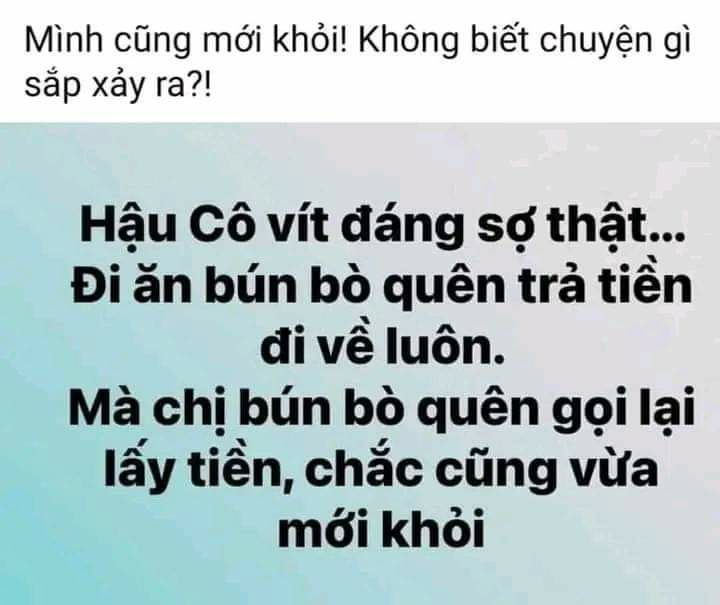 Mình cũng mới khỏi! Không biết chuyện gì
sắp xảy ra?!
Hậu Cô vít đáng sợ thật...
Đi ăn bún bò quên trả tiền
đi về luôn.
Mà chị bún bò quên gọi lại
lấy tiền, chắc cũng vừa
mới khỏi